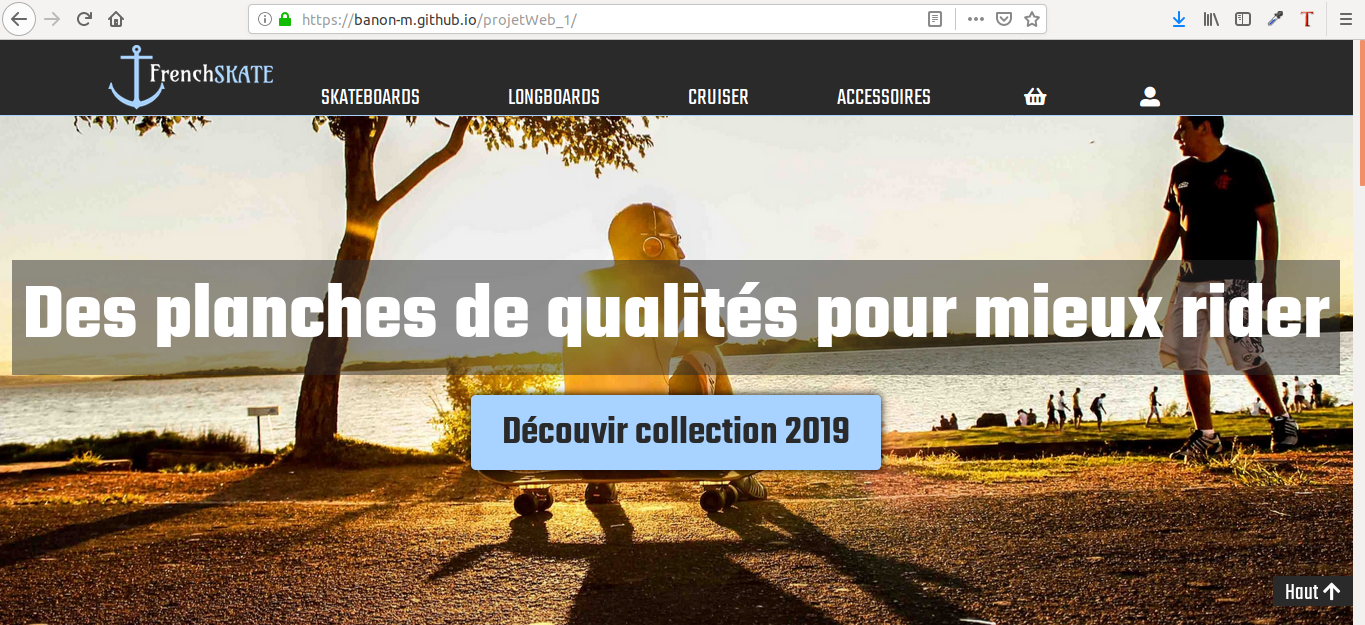 https://banon-m.github.io/projetWeb_1/
FrenchSKATE
SKATEBOARDS LONGBOARDS CRUISER ACCESSOIRES
Des planches de qualités pour mieux rider
Découvir collection 2019
Haut